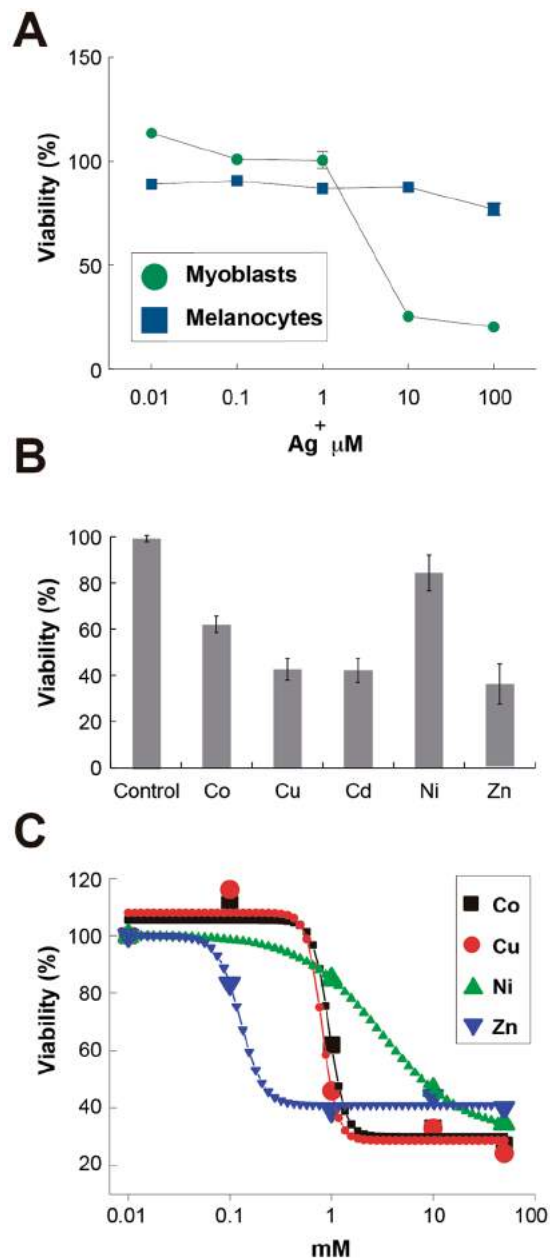 A
Viability (%)
150
100
50
0
Myoblasts
Melanocytes
0.01 0.1 1 10 100
Ag+ μM
B
Viability (%)
100
80
60
40
20
0
Control Co Cu Cd Ni Zn
C
Viability (%)
120
100
80
60
40
20
Co
Cu
Ni
Zn
0.01 0.1 1 10 100
mM